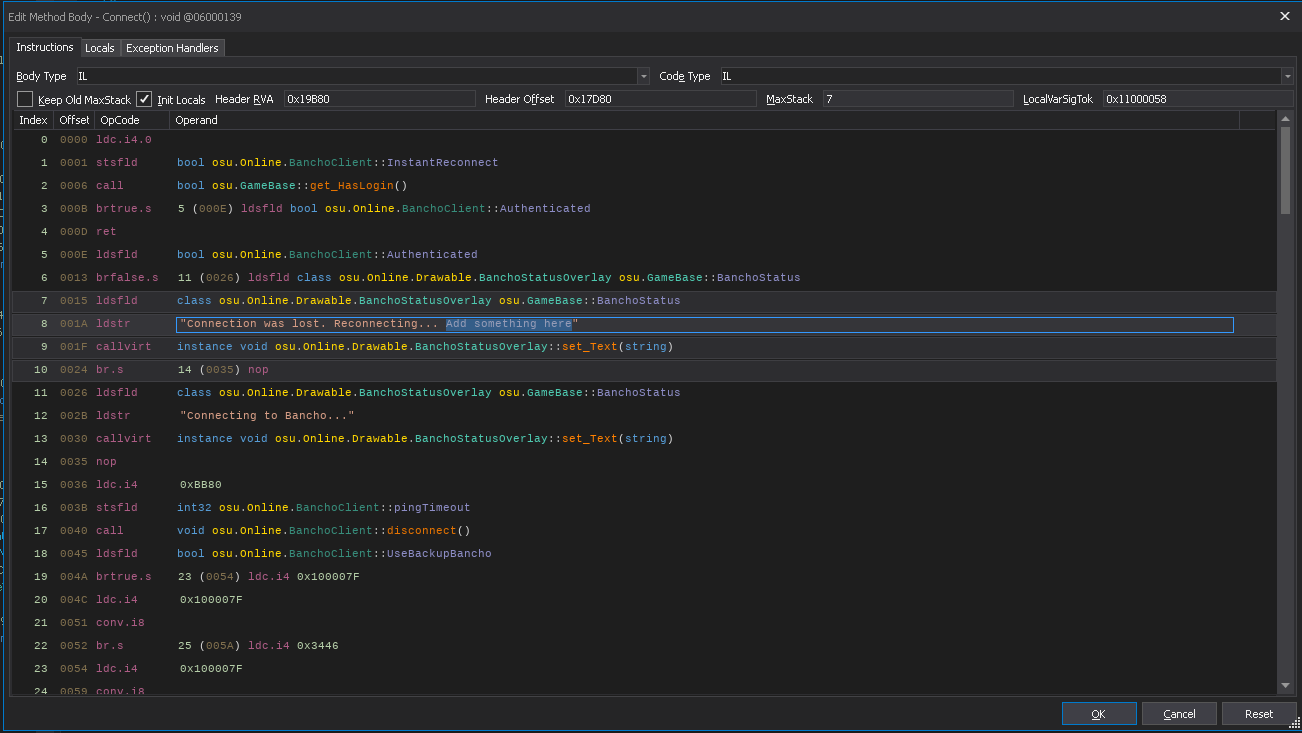 Edit Method Body - Connect() : void @06000139
Instructions Locals Exception Handlers
Body Type IL Code Type IL
Keep Old MaxStack Init Locals Header RVA 0x19B80 Header Offset 0x17D80 MaxStack 7 LocalVarSigTok 0x11000058
Index Offset OpCode Operand
0 0000 ldc.i4.0
1 0001 stsfld bool osu.Online.BanchoClient::InstantReconnect
2 0006 call bool osu.GameBase::get_HasLogin()
3 000B brtrue.s 5 (000E) ldsfld bool osu.Online.BanchoClient::Authenticated
4 000D ret
5 000E ldsfld bool osu.Online.BanchoClient::Authenticated
6 0013 brfalse.s 11 (0026) ldsfld class osu.Online.Drawable.BanchoStatusOverlay osu.GameBase::BanchoStatus
7 0015 ldsfld class osu.Online.Drawable.BanchoStatusOverlay osu.GameBase::BanchoStatus
8 001A ldstr "Connection was lost. Reconnecting... Add something here"
9 001F callvirt instance void osu.Online.Drawable.BanchoStatusOverlay::set_Text(string)
10 0024 br.s 14 (0035) nop
11 0026 ldsfld class osu.Online.Drawable.BanchoStatusOverlay osu.GameBase::BanchoStatus
12 002B ldstr "Connecting to Bancho..."
13 0030 callvirt instance void osu.Online.Drawable.BanchoStatusOverlay::set_Text(string)
14 0035 nop
15 0036 ldc.i4 0xBB80
16 003B stsfld int32 osu.Online.BanchoClient::pingTimeout
17 0040 call void osu.Online.BanchoClient::disconnect()
18 0045 ldsfld bool osu.Online.BanchoClient::UseBackupBancho
19 004A brtrue.s 23 (0054) ldc.i4 0x100007F
20 004C ldc.i4 0x100007F
21 0051 conv.i8
22 0052 br.s 25 (005A) ldc.i4 0x3446
23 0054 ldc.i4 0x100007F
24 0059 conv.i8
OK Cancel Reset